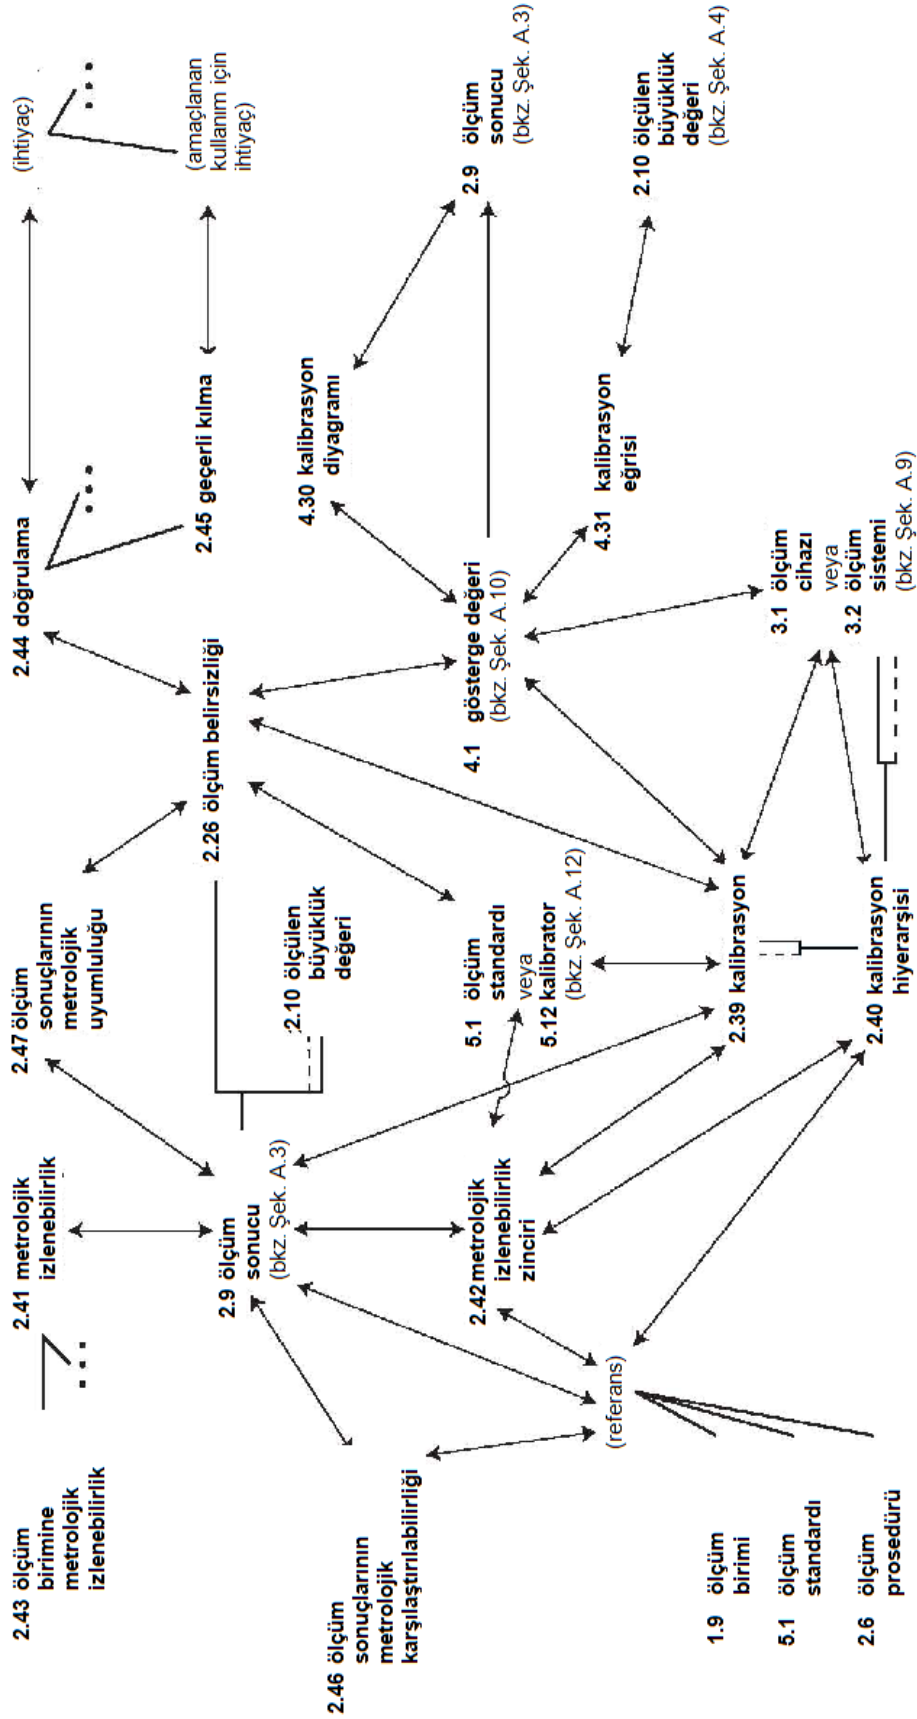 2.43 ölçüm
birimine
metrolojik
izlenebilirlik
2.41 metrolojik
izlenebilirlik
2.47 ölçüm
sonuçlarının
metrolojik
uyumluluğu
2.44 doğrulama
(ihtiyaç)
2.45 geçerli kılma
(amaçlanan
kullanım için
ihtiyaç)
2.9 ölçüm
sonucu
(bkz. Şek. A.3)
2.26 ölçüm belirsizliği
2.10 ölçülen
büyüklük
değeri
2.46 ölçüm
sonuçlarının
metrolojik
karşılaştırılabilirliği
4.30 kalibrasyon
diyagramı
2.42 metrolojik
izlenebilirlik
zinciri
5.1 ölçüm
standardı
veya
5.12 kalibrator
(bkz. Şek. A.12)
4.1 gösterge değeri
(bkz. Şek. A.10)
2.9 ölçüm
sonucu
(bkz. Şek. A.3)
(referans)
4.31 kalibrasyon
eğrisi
2.10 ölçülen
büyüklük
değeri
(bkz. Şek. A.4)
1.9 ölçüm
birimi
5.1 ölçüm
standardı
2.6 ölçüm
prosedürü
2.39 kalibrasyon
2.40 kalibrasyon
hiyerarşisi
3.1 ölçüm
cihazı
veya
3.2 ölçüm
sistemi
(bkz. Şek. A.9)